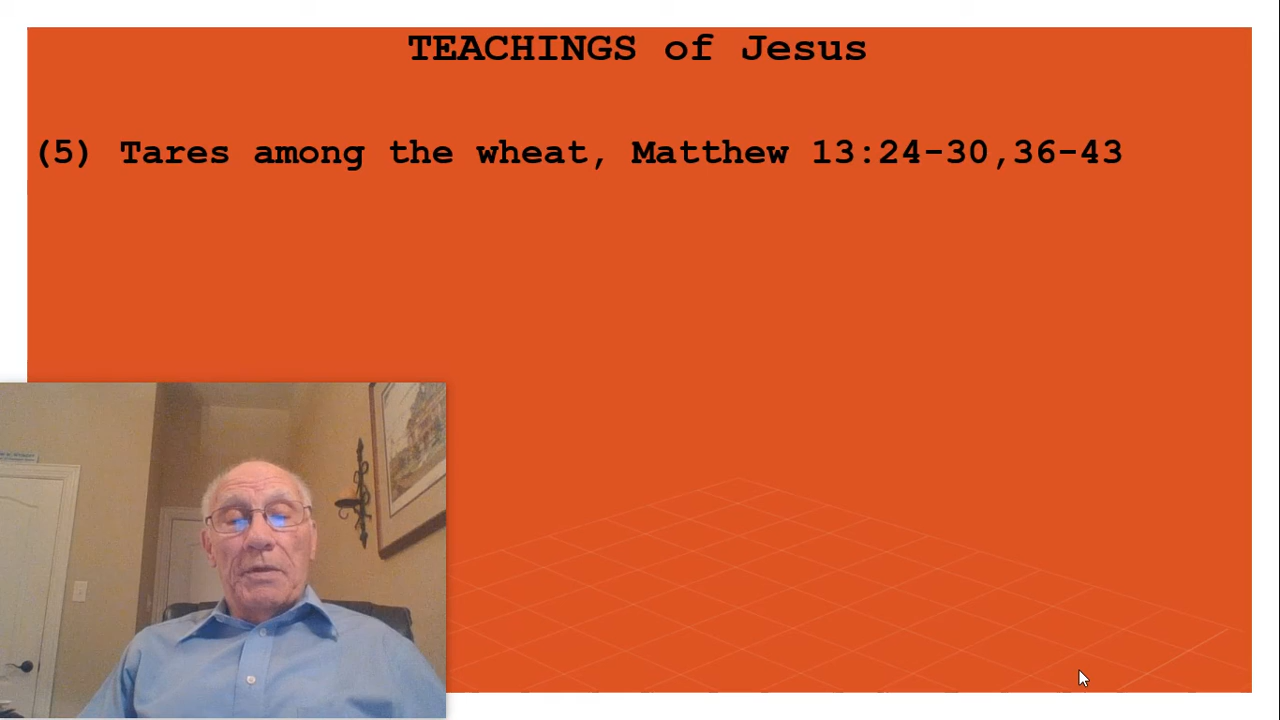 TEACHINGS of Jesus
(5) Tares among the wheat, Matthew 13:24-30,36-43